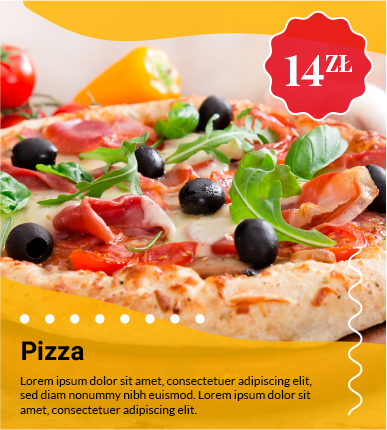 14ZŁ
Pizza
Lorem ipsum dolor sit amet, consectetuer adipiscing elit,
sed diam nonummy nibh euismod. Lorem ipsum dolor sit
amet, consectetuer adipiscing elit.